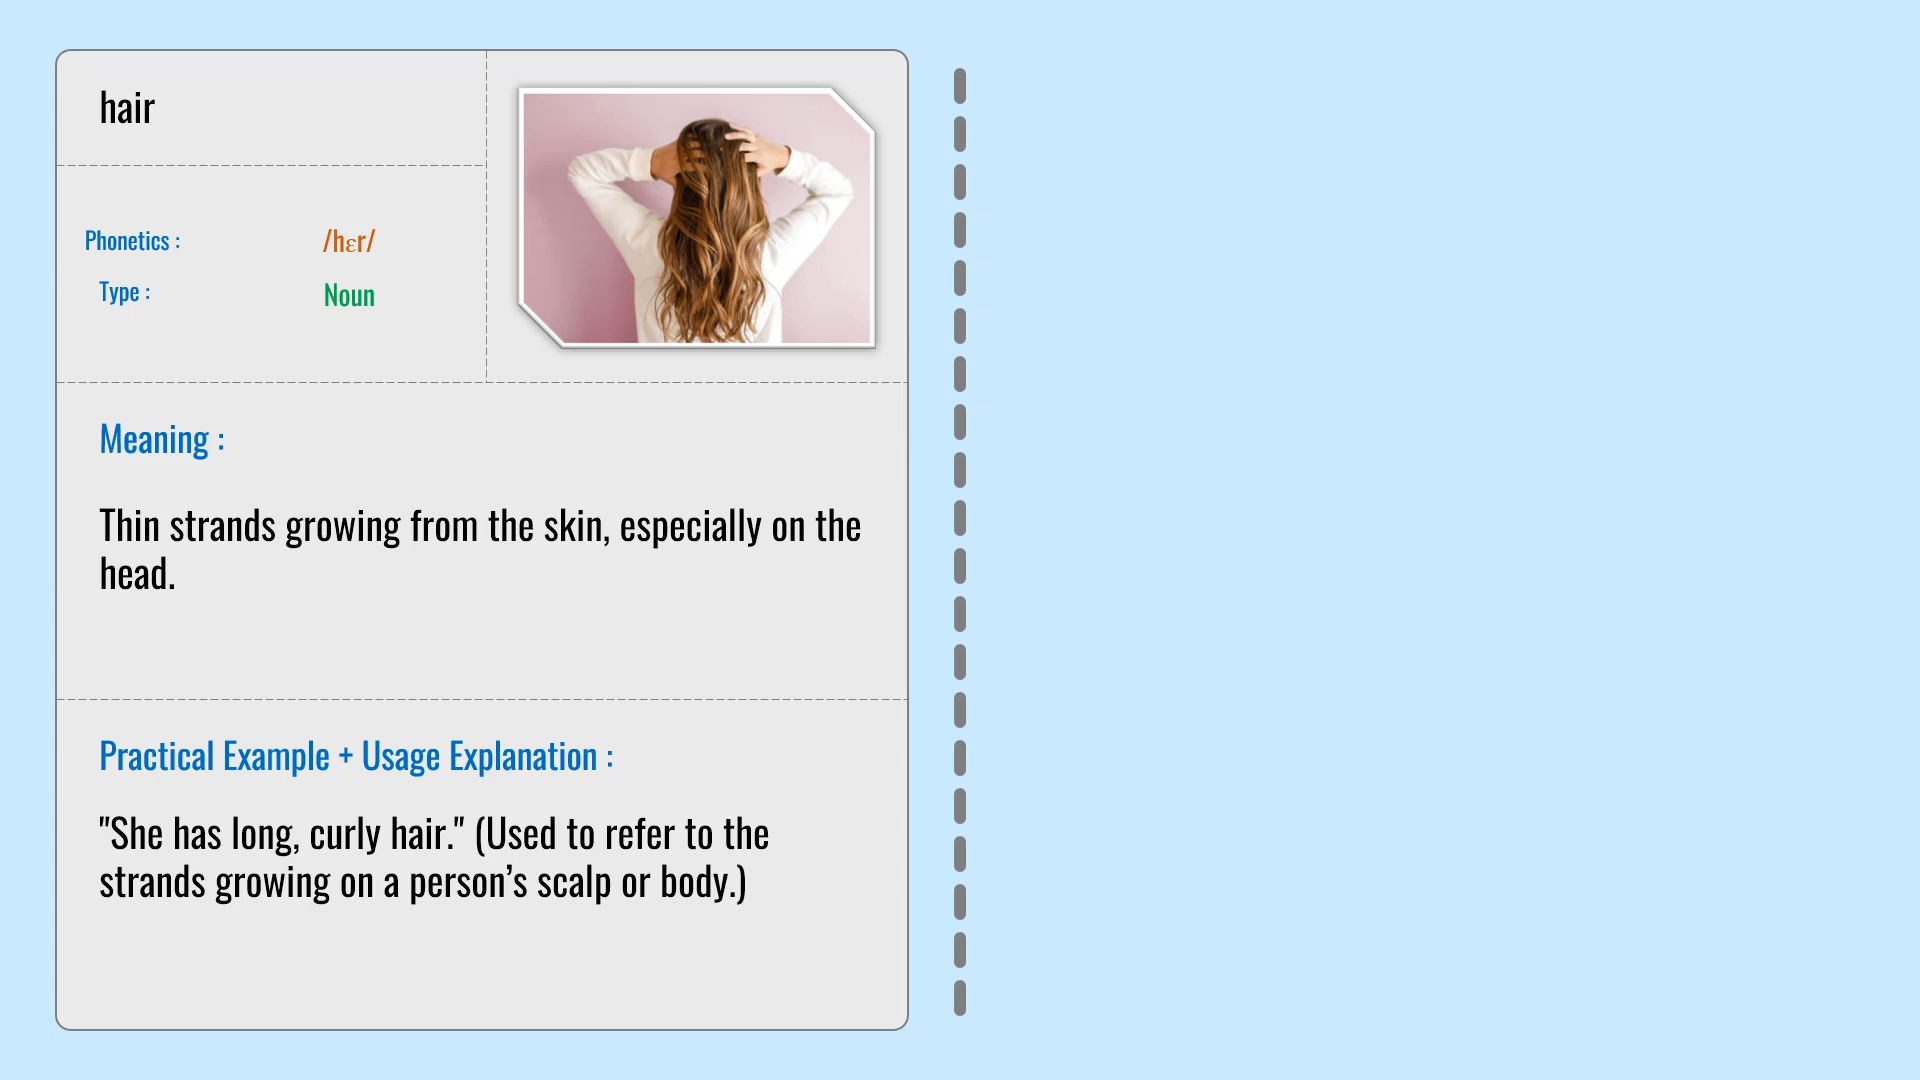 hair
Phonetics : /hɛr/
Type : Noun
Meaning :
Thin strands growing from the skin, especially on the
head.
Practical Example + Usage Explanation :
"She has long, curly hair." (Used to refer to the
strands growing on a person’s scalp or body.)